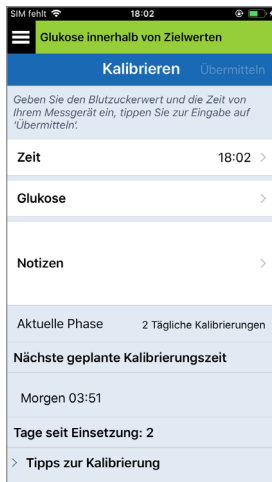 SIM fehlt 18:02
Glukose innerhalb von Zielwerten
Kalibrieren Übermitteln
Geben Sie den Blutzuckerwert und die Zeit von
Ihrem Messgerät ein, tippen Sie zur Eingabe auf
'Übermitteln'.
Zeit 18:02
Glukose
Notizen
Aktuelle Phase 2 Tägliche Kalibrierungen
Nächste geplante Kalibrierungszeit
Morgen 03:51
Tage seit Einsetzung: 2
Tipps zur Kalibrierung